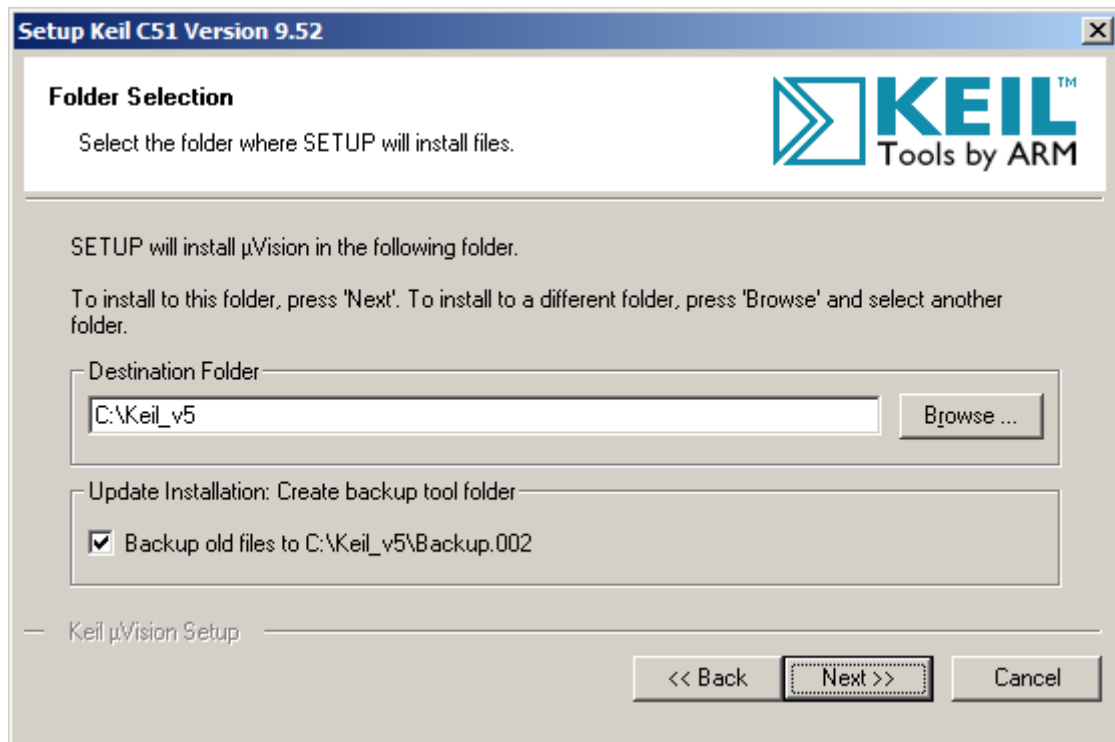 Setup Keil C51 Version 9.52
Folder Selection
Select the folder where SETUP will install files.
KEIL™
Tools by ARM
SETUP will install µVision in the following folder.
To install to this folder, press 'Next'. To install to a different folder, press 'Browse' and select another
folder.
Destination Folder
C:\Keil_v5
Browse ...
Update Installation: Create backup tool folder
Backup old files to C:\Keil_v5\Backup.002
Keil µVision Setup
<< Back
Next >>
Cancel